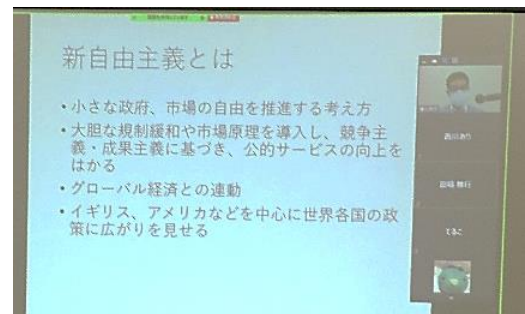 新自由主義とは
・小さな政府、市場の自由を推進する考え方
・大胆な規制緩和や市場原理を導入し、競争主
義・成果主義に基づき、公的サービスの向上を
はかる
・グローバル経済との連動
・イギリス、アメリカなどを中心に世界各国の政
策に広がりを見せる
てるこ